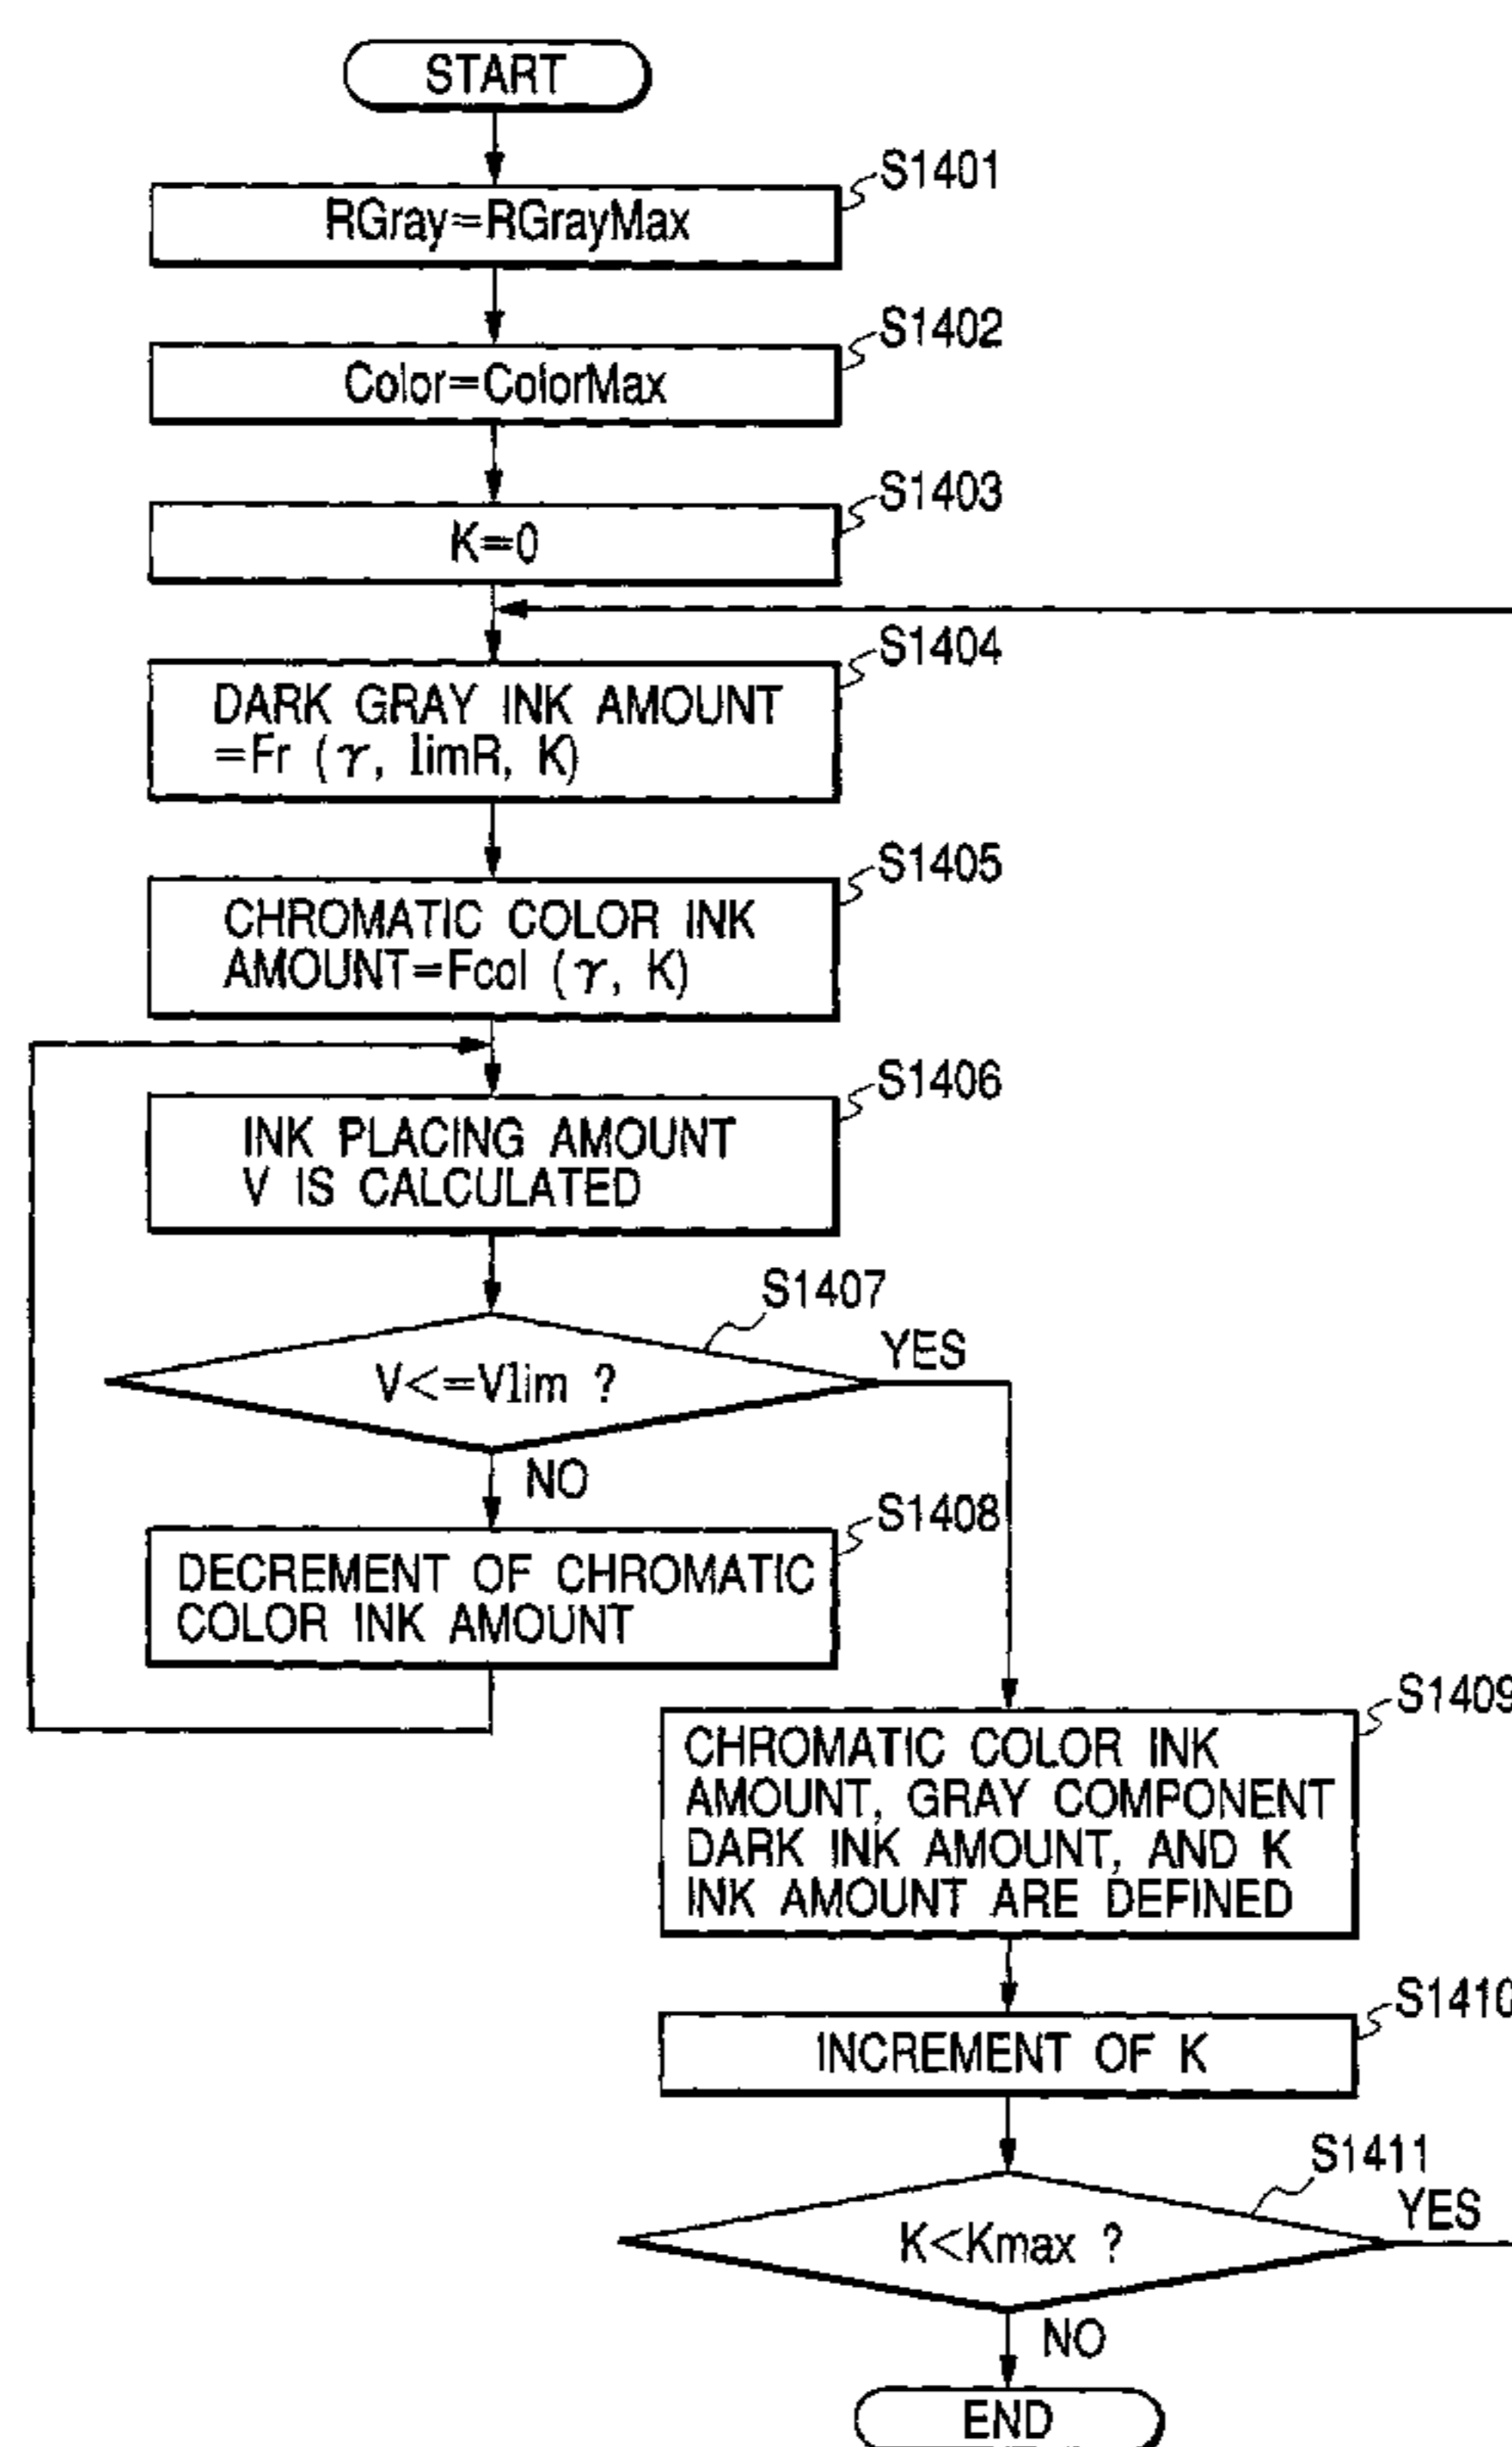 START
S1401
RGray=RGrayMax
S1402
Color=ColorMax
S1403
K=0
S1404
DARK GRAY INK AMOUNT
=Fr (γ, limR, K)
S1405
CHROMATIC COLOR INK
AMOUNT=Fcol (γ, K)
S1406
INK PLACING AMOUNT
V IS CALCULATED
S1407
V<=Vlim ?
YES
NO
S1408
DECREMENT OF CHROMATIC
COLOR INK AMOUNT
S1409
CHROMATIC COLOR INK
AMOUNT, GRAY COMPONENT
DARK INK AMOUNT, AND K
INK AMOUNT ARE DEFINED
S1410
INCREMENT OF K
S1411
K<Kmax ?
YES
NO
END